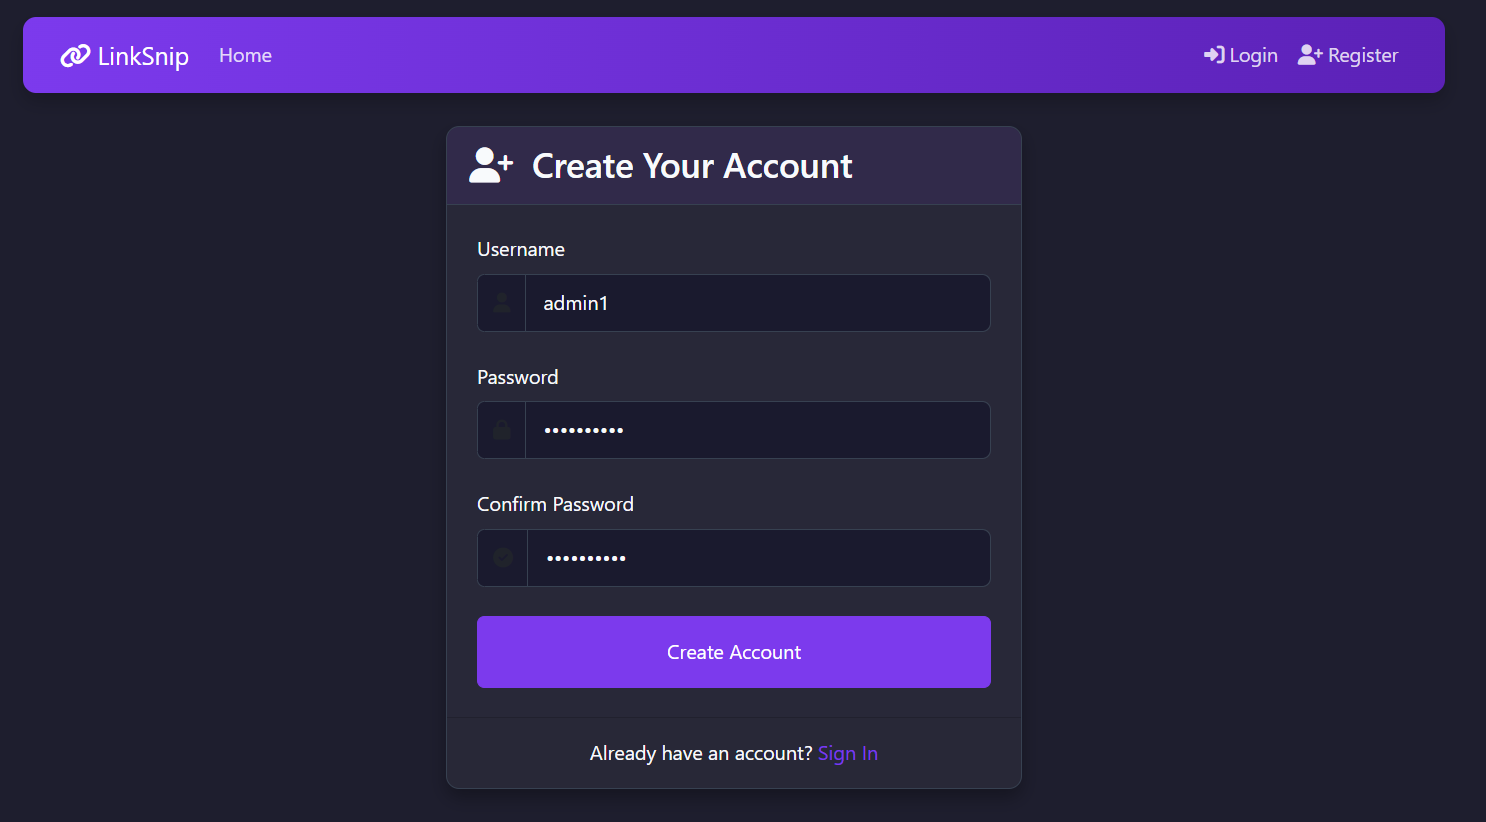 LinkSnip Home Login Register
Create Your Account
Username
admin1
Password
••••••••••
Confirm Password
••••••••••
Create Account
Already have an account? Sign In